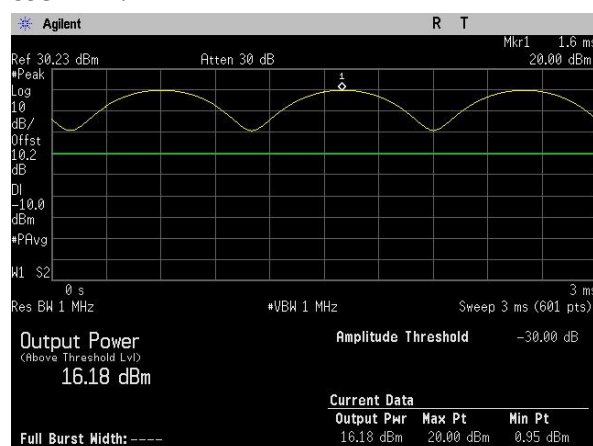 Agilent R T
Mkr1 1.6 ms
Ref 30.23 dBm Atten 30 dB 20.00 dBm
#Peak
Log
10
dB/
Offst
10.2
dB
DI
-10.0
dBm
#PAvg
W1 S2
1
0 s 3 ms
Res BW 1 MHz #VBW 1 MHz Sweep 3 ms (601 pts)
Output Power Amplitude Threshold -30.00 dB
(Above Threshold Lvl)
16.18 dBm
Current Data
Output Pwr Max Pt Min Pt
Full Burst Width: ---- 16.18 dBm 20.00 dBm 0.95 dBm